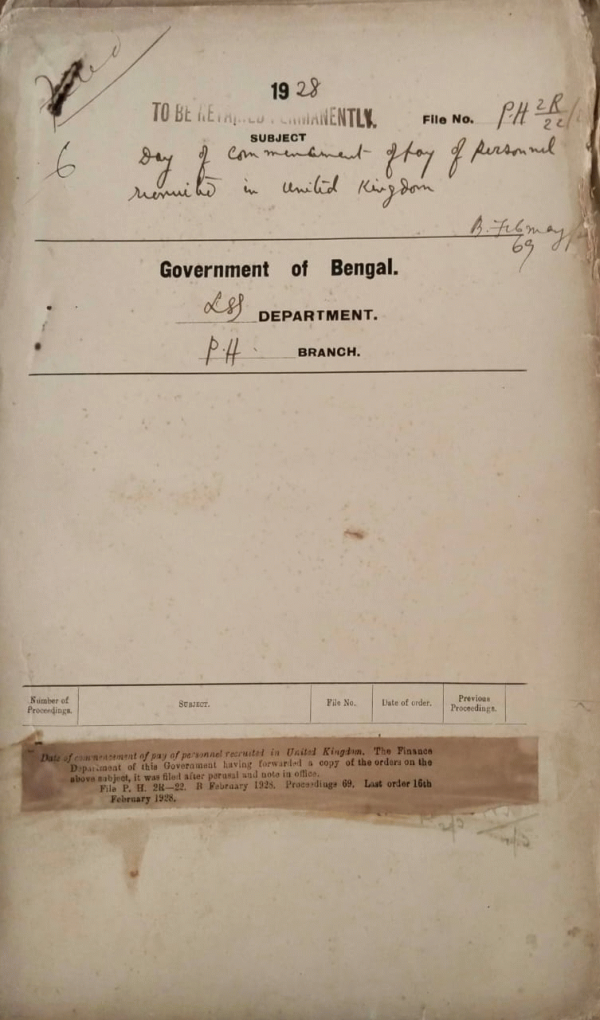 1928
TO BE RETAINED PERMANENTLY.
File No. PH 2R/22
SUBJECT
6 Day of commencement of pay of personnel
recruited in United Kingdom
B. February
69
Government of Bengal.
LSG DEPARTMENT.
P.H. BRANCH.
Number of Proceedings. SUBJECT. File No. Date of order. Previous Proceedings.
Date of commencement of pay of personnel recruited in United Kingdom. The Finance
Department of this Government having forwarded a copy of the orders on the
above subject, it was filed after perusal and note in office.
File P. H. 2R—22. B February 1928. Proceedings 69. Last order 16th
February 1928.